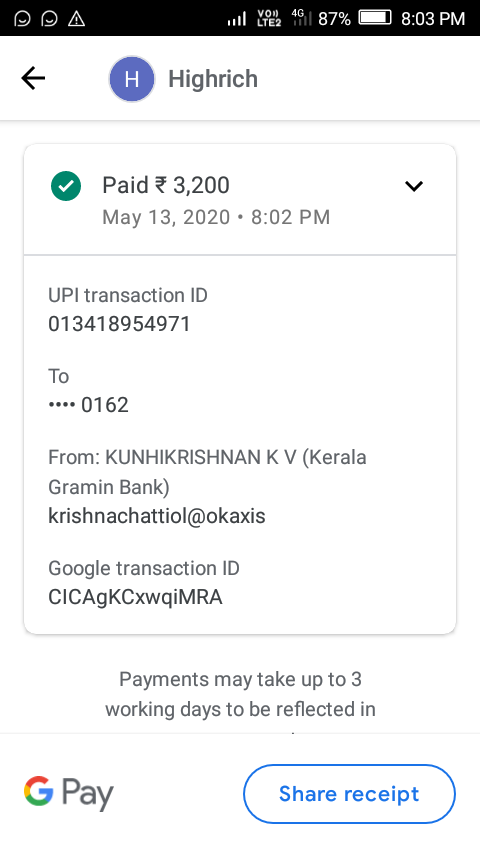 VO)) LTE2 4G 87% 8:03 PM
H Highrich
Paid ₹ 3,200
May 13, 2020 • 8:02 PM
UPI transaction ID
013418954971
To
•••• 0162
From: KUNHIKRISHNAN K V (Kerala
Gramin Bank)
krishnachattiol@okaxis
Google transaction ID
CICAgKCxwqiMRA
Payments may take up to 3
working days to be reflected in
G Pay
Share receipt